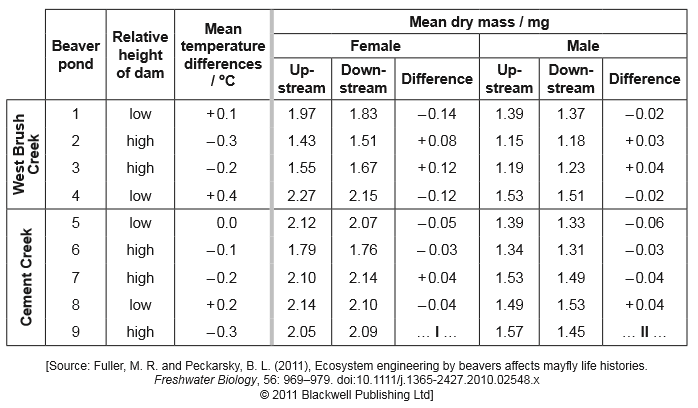 Beaver pond Relative height of dam Mean temperature differences / ºC Mean dry mass / mg
Female Male
Up-stream Down-stream Difference Up-stream Down-stream Difference
West Brush Creek
1 low +0.1 1.97 1.83 –0.14 1.39 1.37 –0.02
2 high –0.3 1.43 1.51 +0.08 1.15 1.18 +0.03
3 high –0.2 1.55 1.67 +0.12 1.19 1.23 +0.04
4 low +0.4 2.27 2.15 –0.12 1.53 1.51 –0.02
Cement Creek
5 low 0.0 2.12 2.07 –0.05 1.39 1.33 –0.06
6 high –0.1 1.79 1.76 –0.03 1.34 1.31 –0.03
7 high –0.2 2.10 2.14 +0.04 1.53 1.49 –0.04
8 low +0.2 2.14 2.10 –0.04 1.49 1.53 +0.04
9 high –0.3 2.05 2.09 ... I ... 1.57 1.45 ... II ...
[Source: Fuller, M. R. and Peckarsky, B. L. (2011), Ecosystem engineering by beavers affects mayfly life histories.
Freshwater Biology, 56: 969–979. doi:10.1111/j.1365-2427.2010.02548.x
© 2011 Blackwell Publishing Ltd]